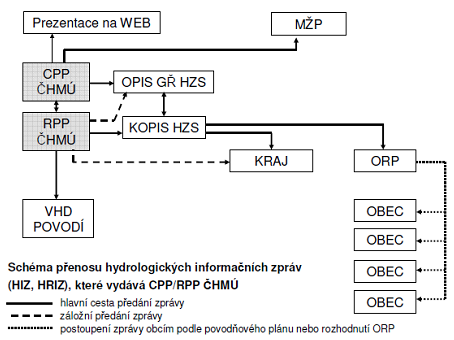 Prezentace na WEB
MŽP
CPP
ČHMÚ
OPIS GŘ HZS
RPP
ČHMÚ
KOPIS HZS
KRAJ
ORP
VHD
POVODÍ
OBEC
OBEC
OBEC
OBEC
Schéma přenosu hydrologických informačních zpráv
(HIZ, HRIZ), které vydává CPP/RPP ČHMÚ
hlavní cesta předání zprávy
záložní předání zprávy
postoupení zprávy obcím podle povodňového plánu nebo rozhodnutí ORP